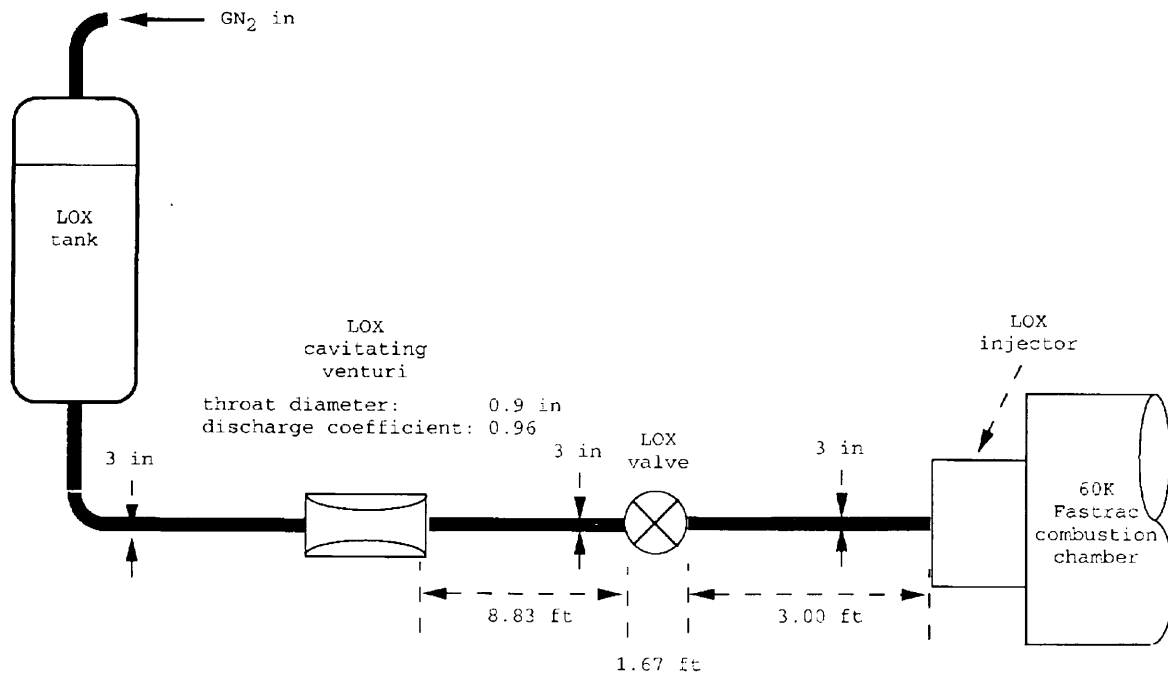 GN2 in
LOX
tank
LOX
cavitating
venturi
throat diameter: 0.9 in
discharge coefficient: 0.96
3 in
3 in
LOX
valve
3 in
LOX
injector
60K
Fastrac
combustion
chamber
8.83 ft
3.00 ft
1.67 ft